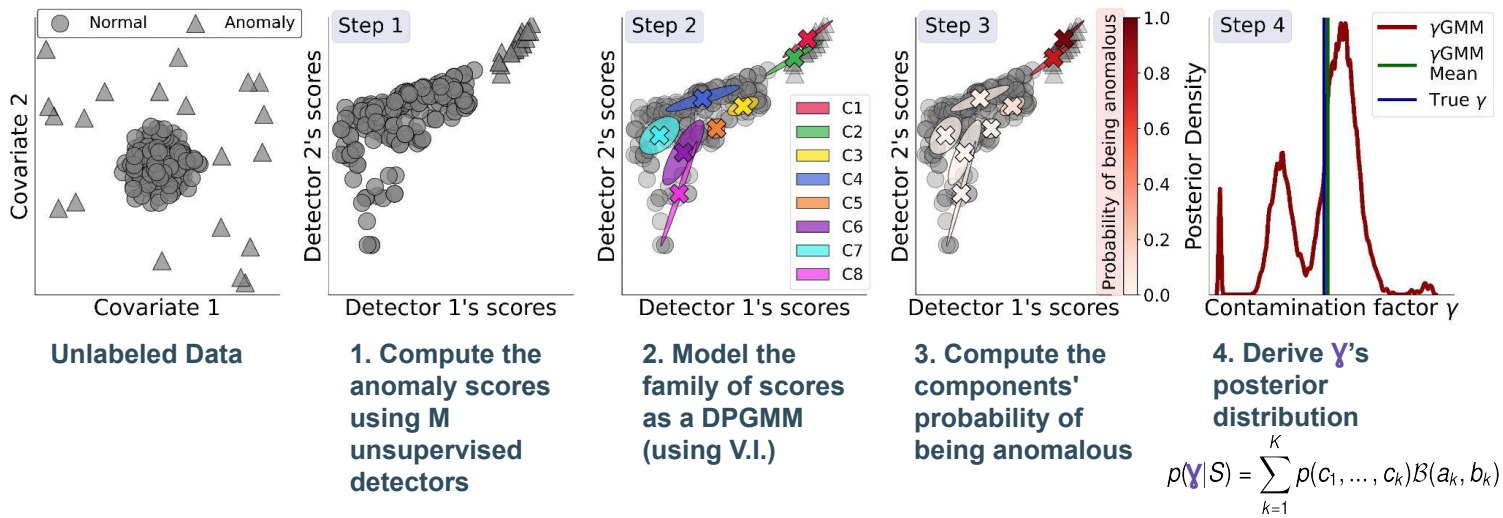 Normal
Anomaly
Covariate 2
Covariate 1
Unlabeled Data
Step 1
Detector 2's scores
Detector 1's scores
1. Compute the
anomaly scores
using M
unsupervised
detectors
Step 2
Detector 2's scores
C1
C2
C3
C4
C5
C6
C7
C8
Detector 1's scores
2. Model the
family of scores
as a DPGMM
(using V.I.)
Step 3
Detector 2's scores
Detector 1's scores
Probability of being anomalous
1.0
0.8
0.6
0.4
0.2
0.0
3. Compute the
components'
probability of
being anomalous
Step 4
Posterior Density
γGMM
γGMM
Mean
True γ
Contamination factor γ
4. Derive γ's
posterior
distribution
p(γ|S) = ∑ₖ₌₁ᴷ p(c₁, ... , cₖ)ℬ(aₖ, bₖ)